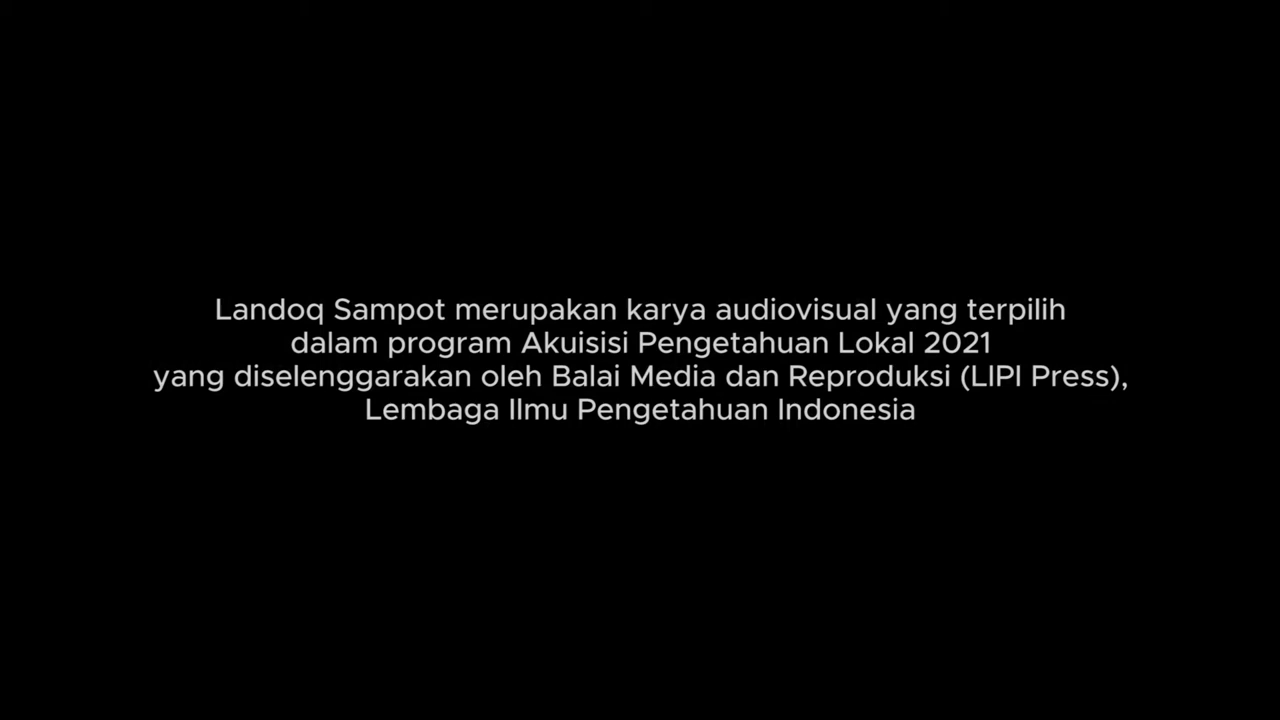 Landoq Sampot merupakan karya audiovisual yang terpilih
dalam program Akuisisi Pengetahuan Lokal 2021
yang diselenggarakan oleh Balai Media dan Reproduksi (LIPI Press),
Lembaga Ilmu Pengetahuan Indonesia